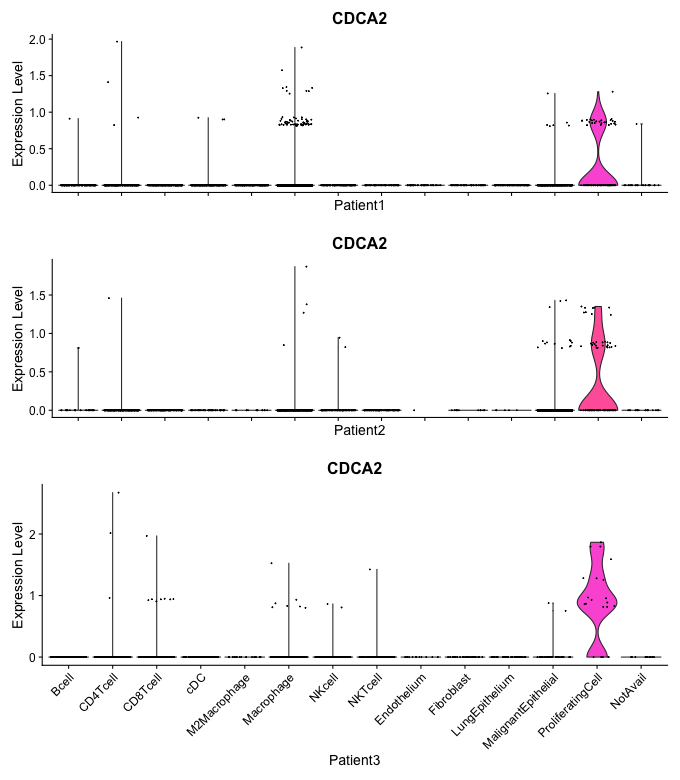 CDCA2
Expression Level
2.0
1.5
1.0
0.5
0.0
Patient1
CDCA2
Expression Level
1.5
1.0
0.5
0.0
Patient2
CDCA2
Expression Level
2
1
0
Bcell
CD4Tcell
CD8Tcell
cDC
M2Macrophage
Macrophage
NKcell
NKTcell
Endothelium
Fibroblast
LungEpithelium
MalignantEpithelial
ProliferatingCell
NotAvail
Patient3